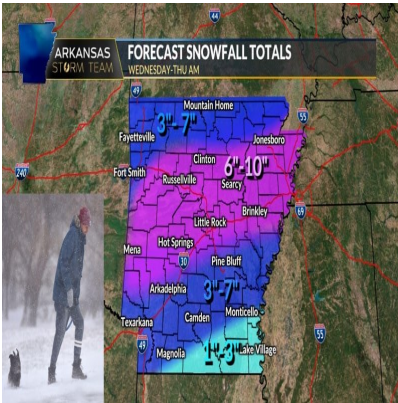 44
ARKANSAS
STORM TEAM
FORECAST SNOWFALL TOTALS
WEDNESDAY-THU AM
49
Mountain Home
3"-7"
55
Fayetteville
Jonesboro
Clinton
6"-10"
Fort Smith
240
Russellville
Searcy
Brinkley
69
Little Rock
Hot Springs
Mena
30
Pine Bluff
Arkadelphia
3"-7"
Monticello
Texarkana
Camden
49
55
Magnolia
1"-3"
Lake Village